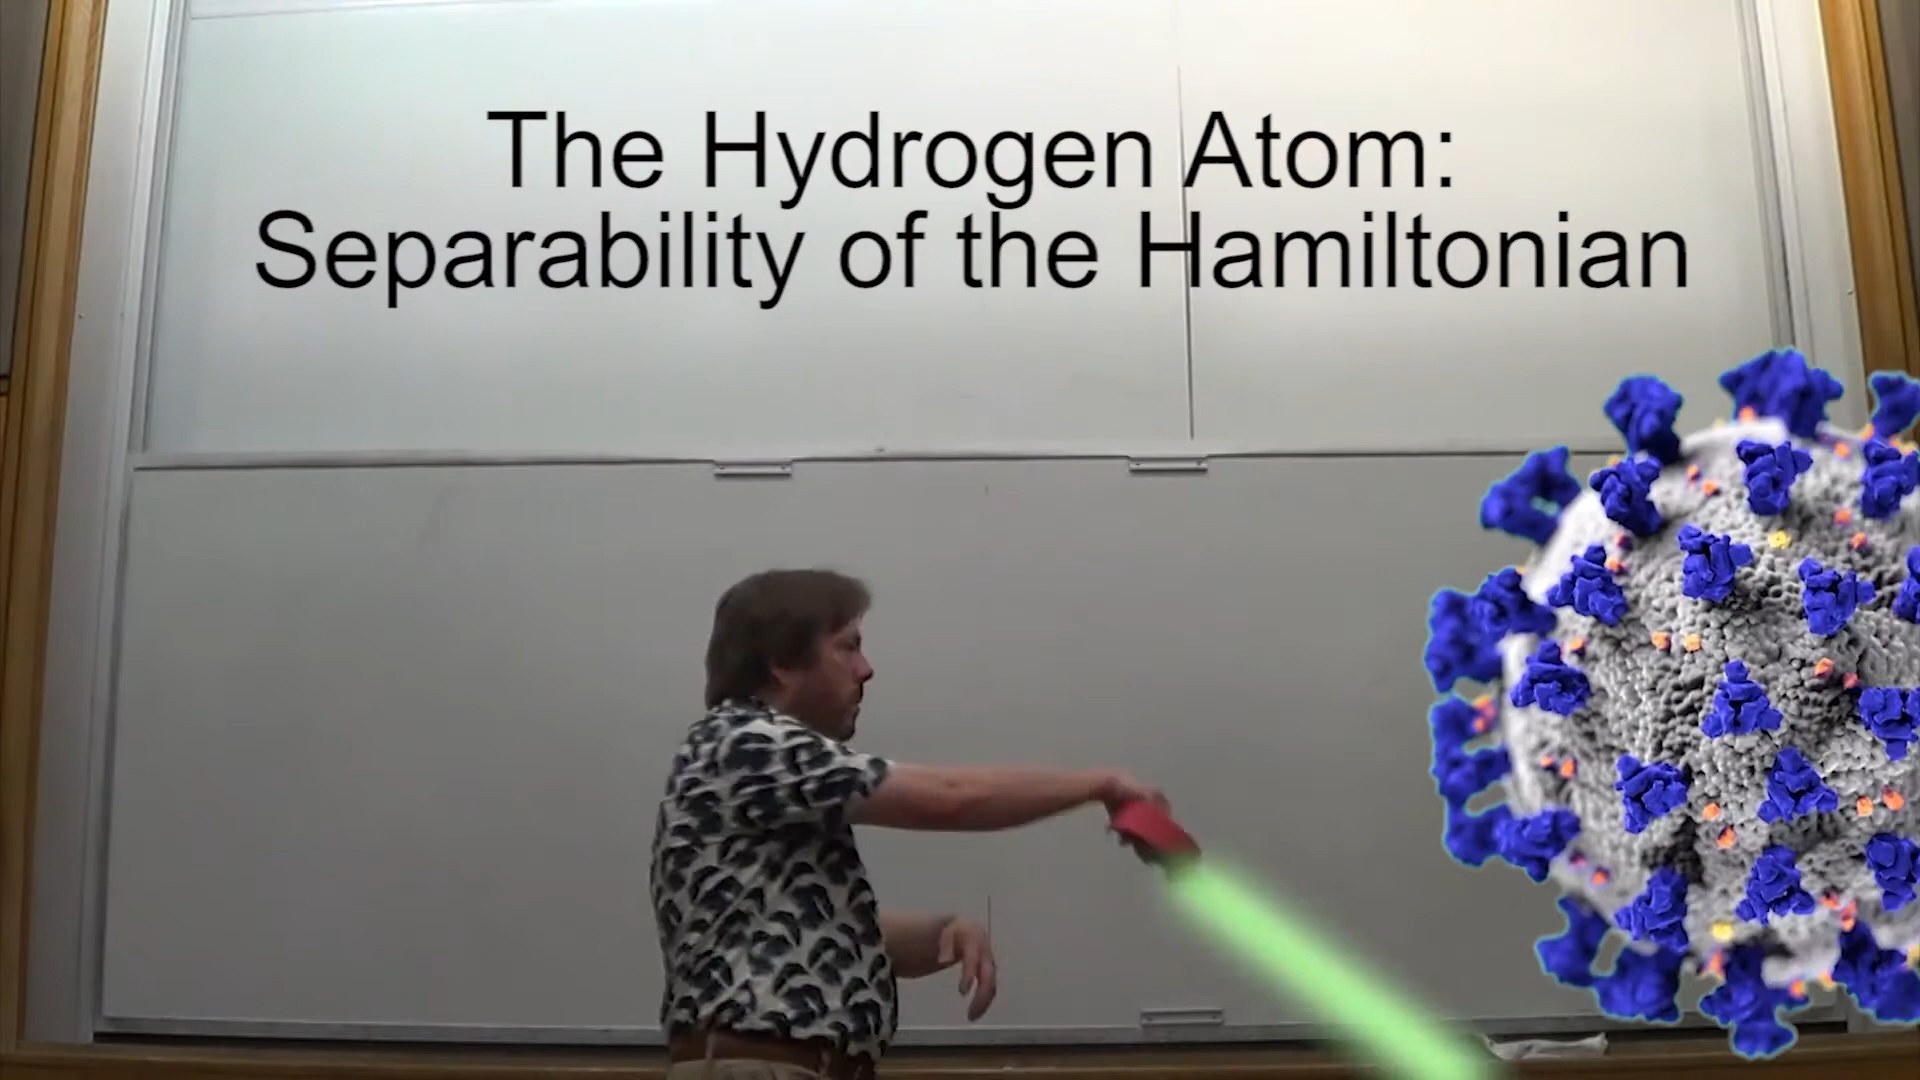 The Hydrogen Atom:
Separability of the Hamiltonian